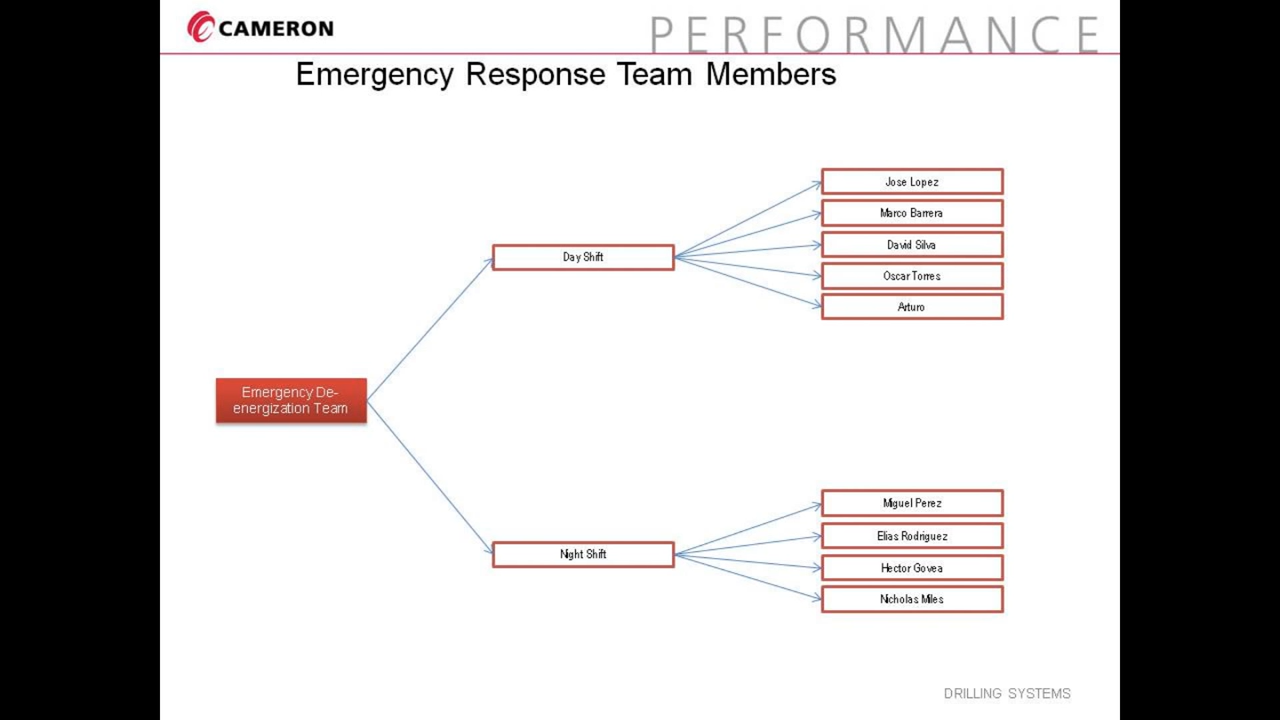 CAMERON
PERFORMANCE
Emergency Response Team Members
Jose Lopez
Marco Barrera
Day Shift
David Silva
Oscar Torres
Arturo
Emergency De-
energization Team
Night Shift
Miguel Perez
Elias Rodriguez
Hector Govea
Nicholas Miles
DRILLING SYSTEMS